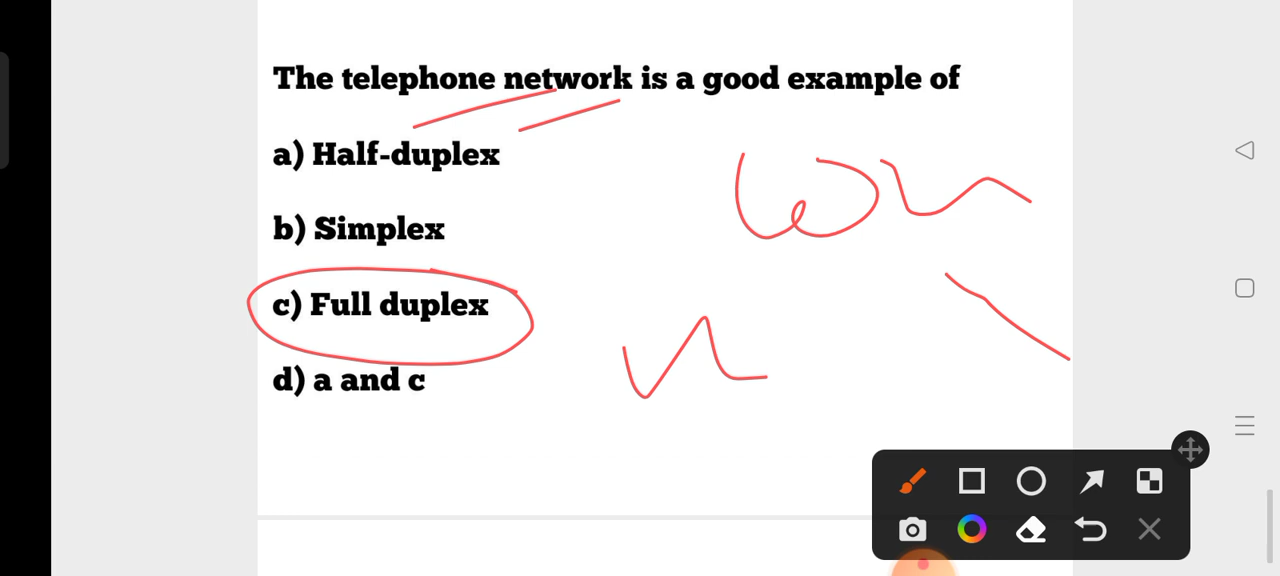 The telephone network is a good example of
a) Half-duplex
b) Simplex
c) Full duplex
d) a and c